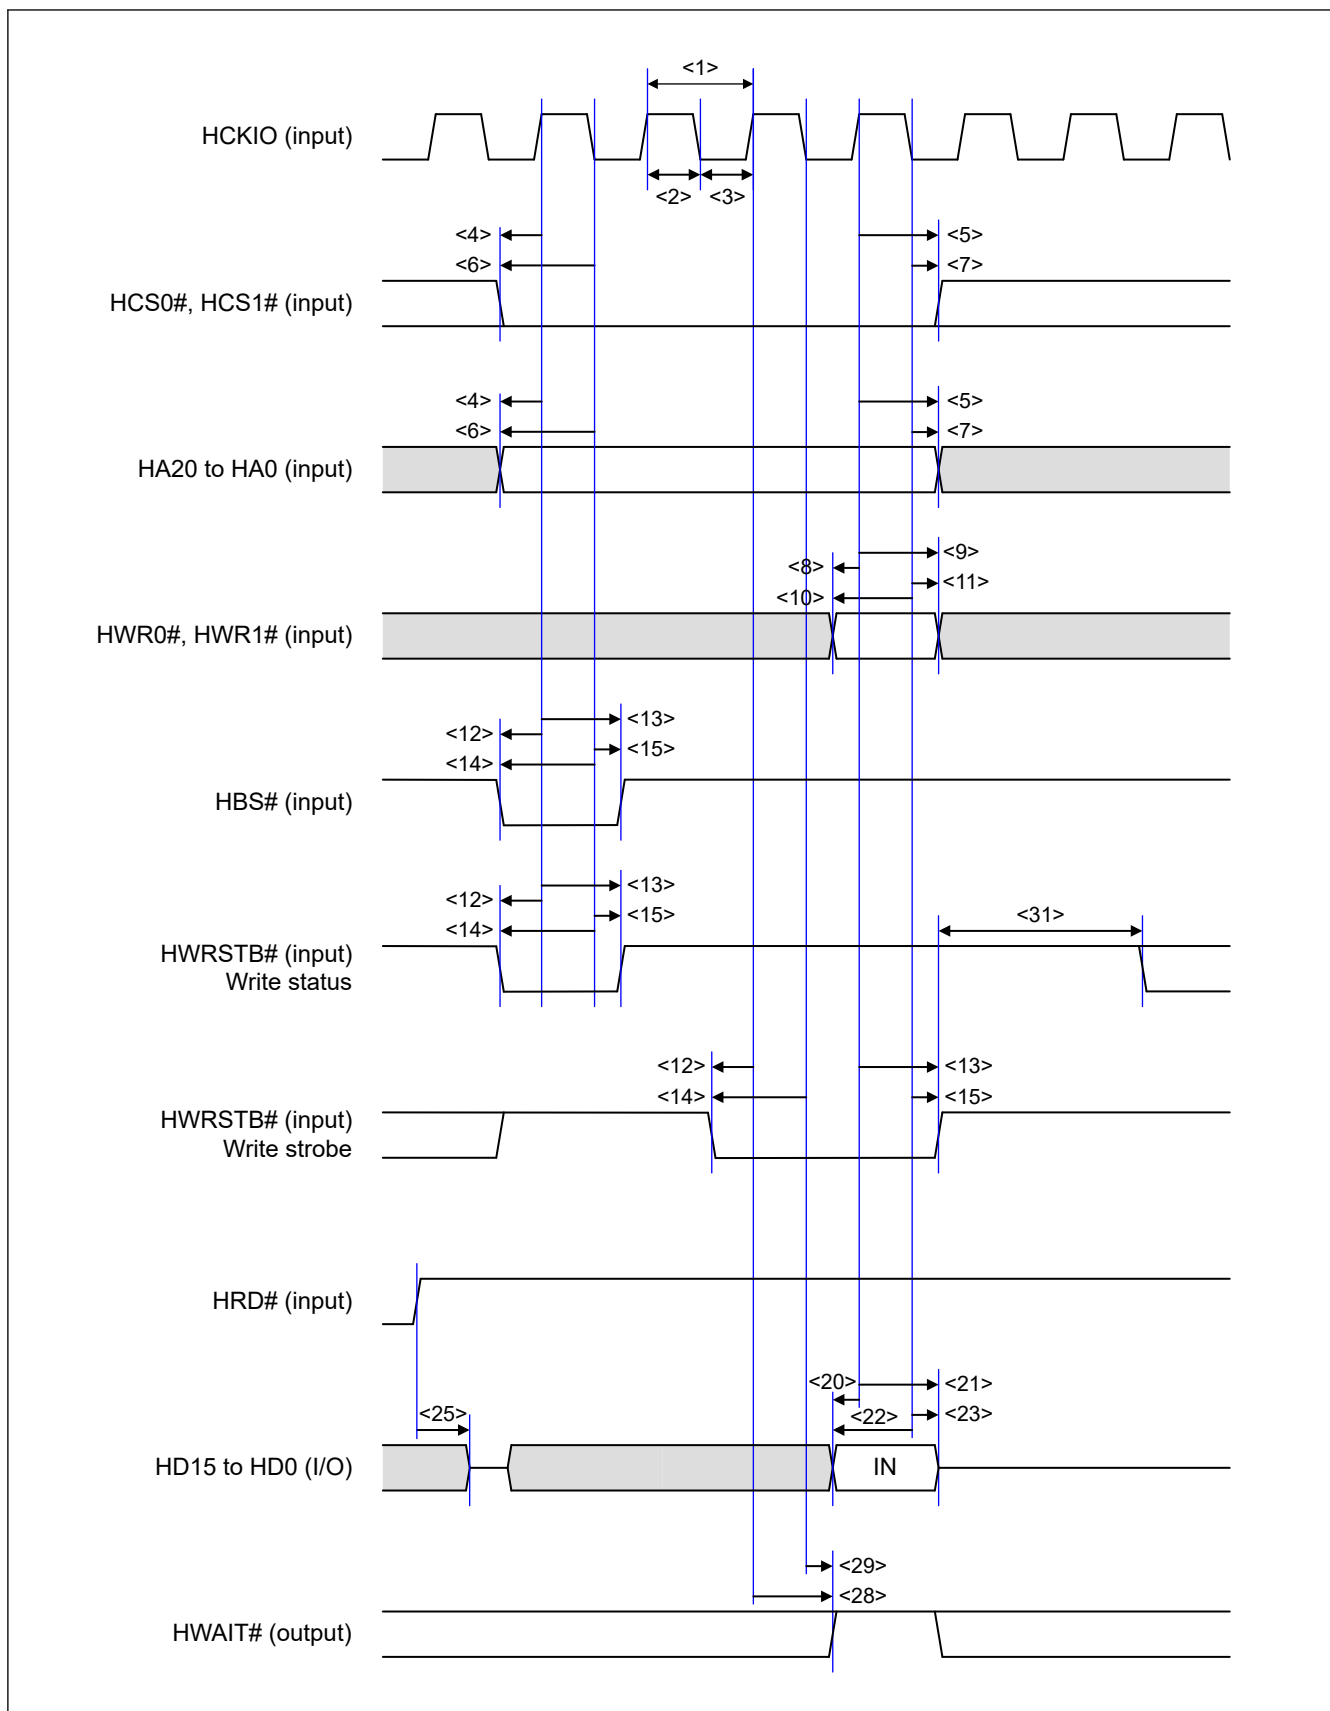 <1>
HCKIO (input)
<2> <3>
<4> <5>
<6> <7>
HCS0#, HCS1# (input)
<4> <5>
<6> <7>
HA20 to HA0 (input)
<9>
<8>
<11>
<10>
HWR0#, HWR1# (input)
<13>
<12>
<15>
<14>
HBS# (input)
<13>
<12>
<15> <31>
<14>
HWRSTB# (input)
Write status
<12> <13>
<14> <15>
HWRSTB# (input)
Write strobe
HRD# (input)
<20> <21>
<25> <22> <23>
HD15 to HD0 (I/O) IN
<29>
<28>
HWAIT# (output)